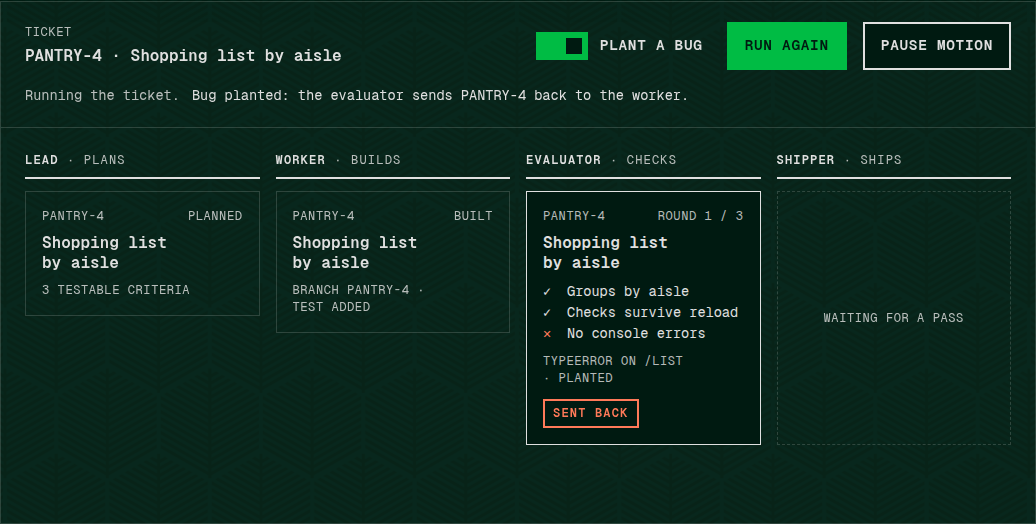 TICKET
PANTRY-4 · Shopping list by aisle
PLANT A BUG
RUN AGAIN
PAUSE MOTION
Running the ticket. Bug planted: the evaluator sends PANTRY-4 back to the worker.
LEAD · PLANS
PANTRY-4 PLANNED
Shopping list
by aisle
3 TESTABLE CRITERIA
WORKER · BUILDS
PANTRY-4 BUILT
Shopping list
by aisle
BRANCH PANTRY-4 ·
TEST ADDED
EVALUATOR · CHECKS
PANTRY-4 ROUND 1 / 3
Shopping list
by aisle
✓ Groups by aisle
✓ Checks survive reload
✕ No console errors
TYPEERROR ON /LIST
· PLANTED
SENT BACK
SHIPPER · SHIPS
WAITING FOR A PASS